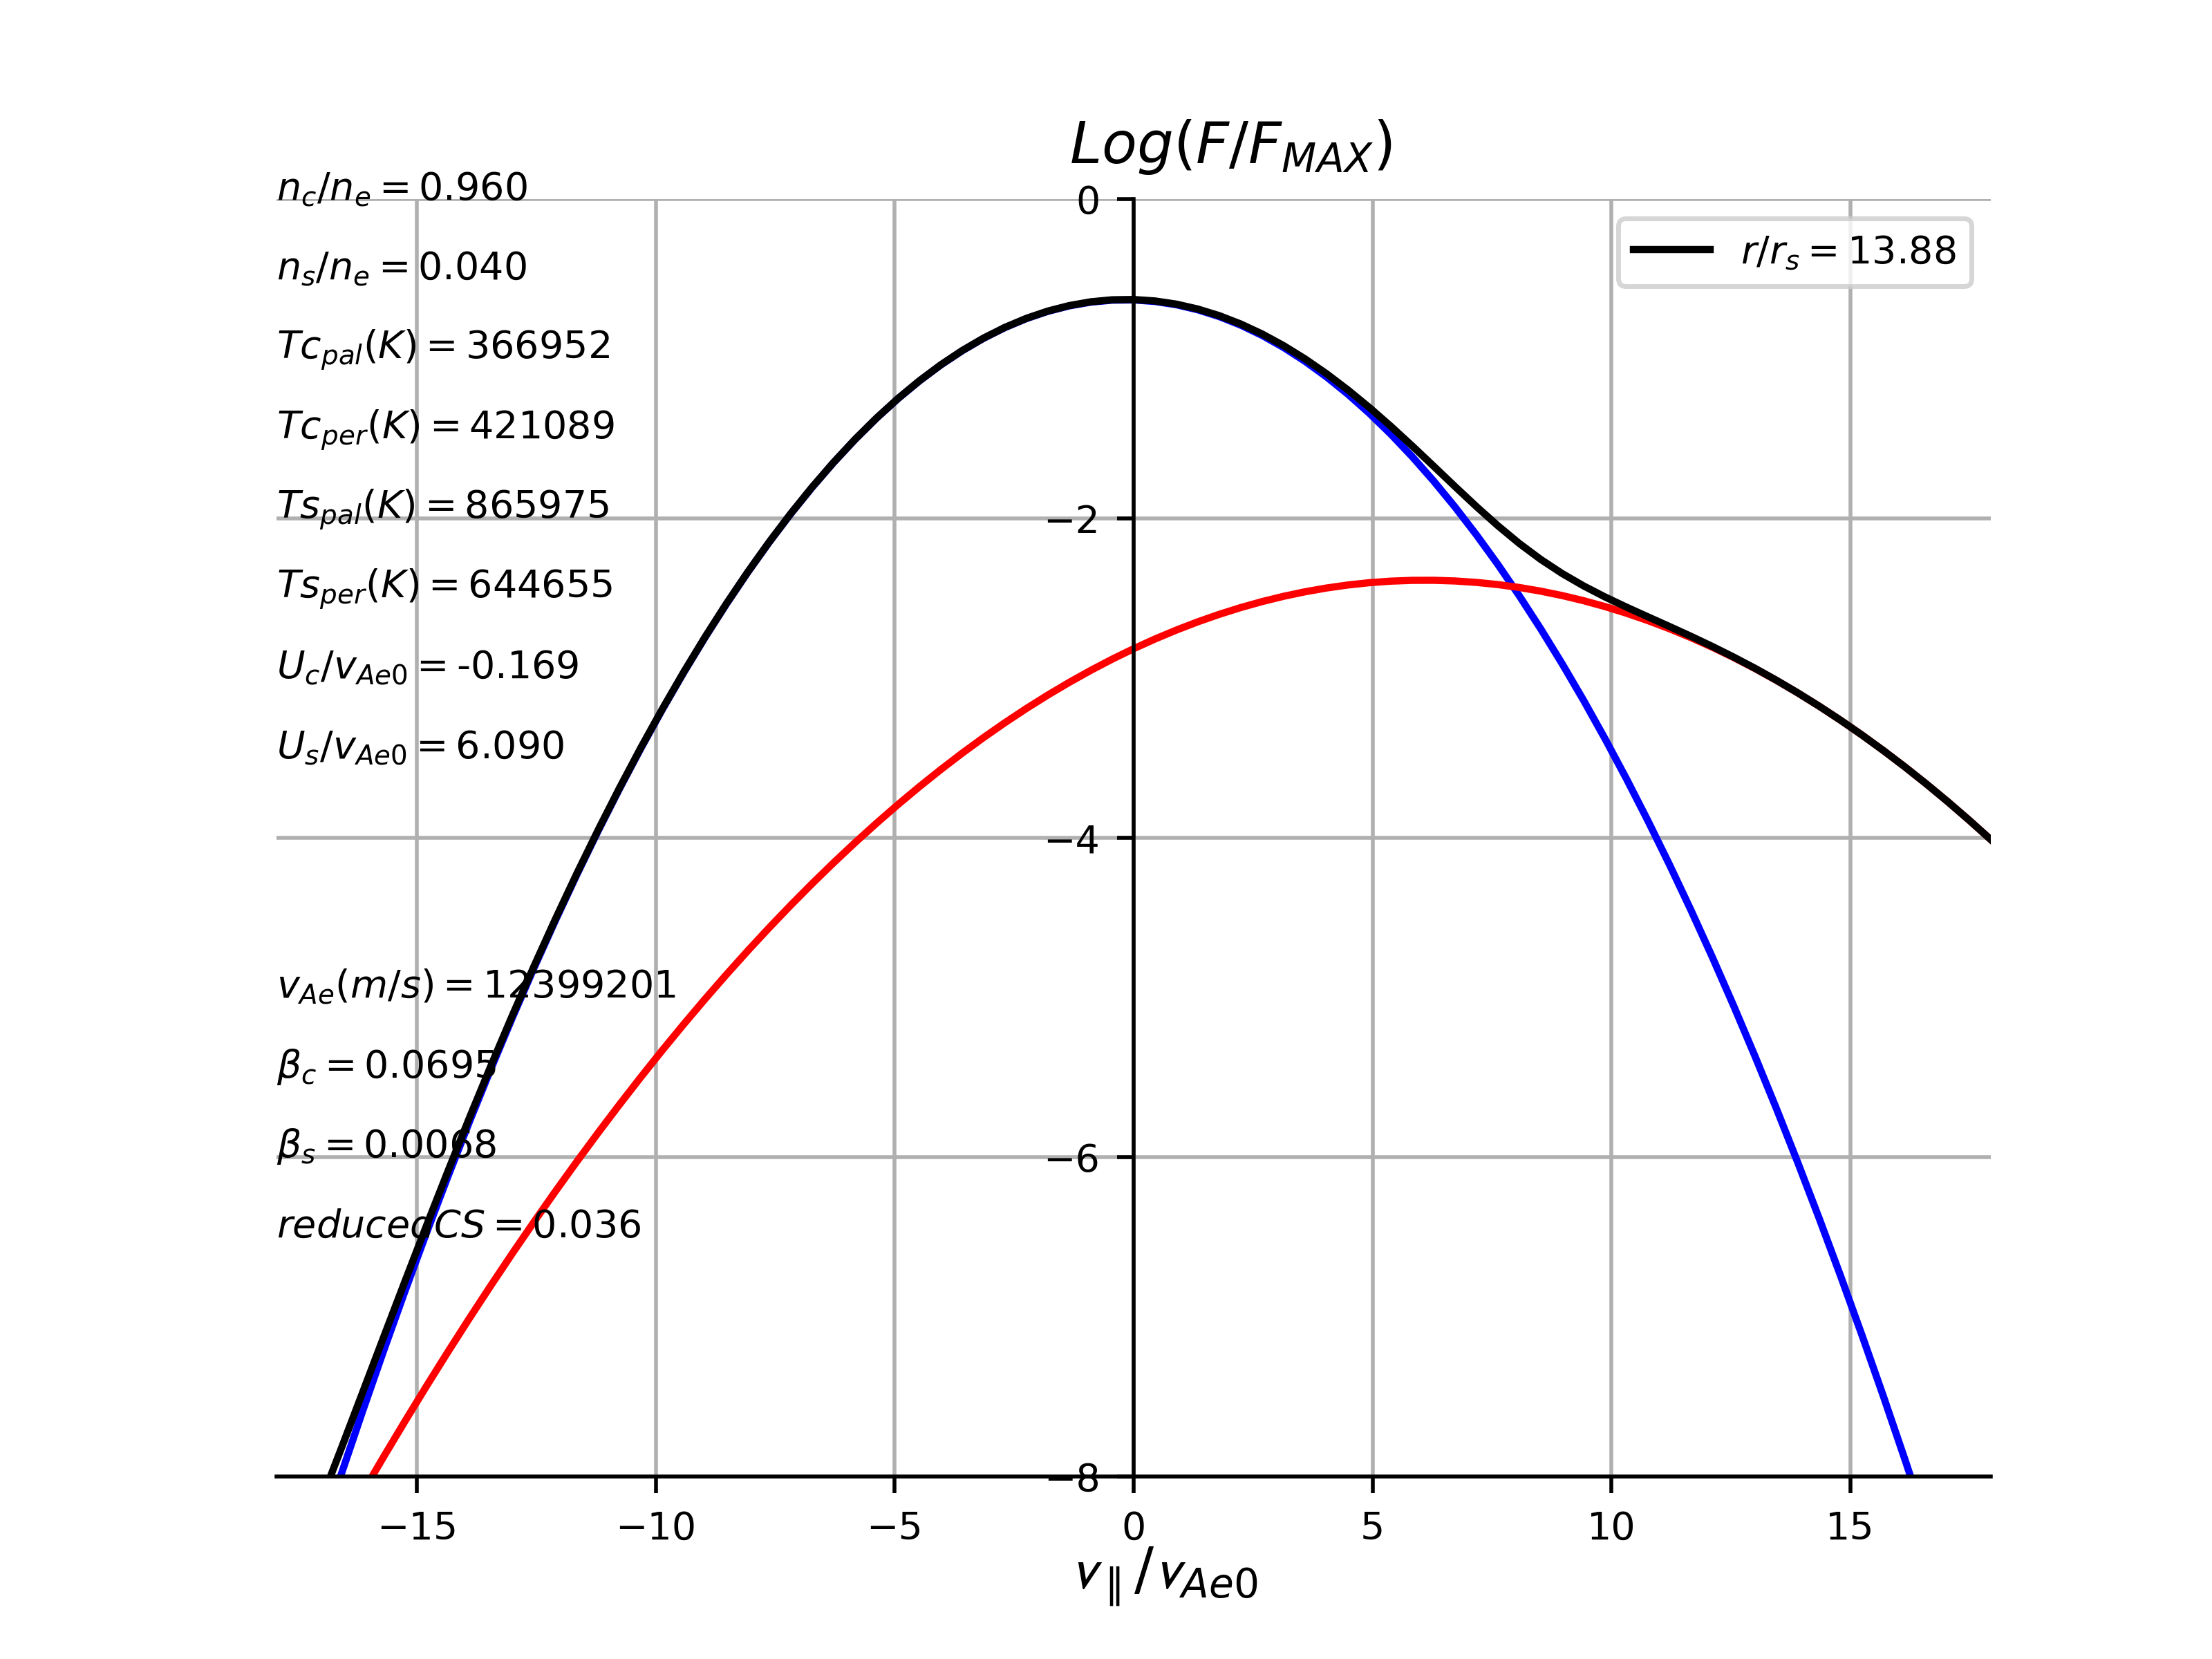 Log(F/F_MAX)
n_c/n_e = 0.960
0
r/r_s = 13.88
n_s/n_e = 0.040
Tc_pal(K) = 366952
Tc_per(K) = 421089
Ts_pal(K) = 865975
−2
Ts_per(K) = 644655
U_c/v_Ae0 = -0.169
U_s/v_Ae0 = 6.090
−4
v_Ae(m/s) = 12399201
β_c = 0.0695
β_s = 0.0068
−6
reducedCS = 0.036
−8
−15 −10 −5 0 5 10 15
v_∥/v_Ae0